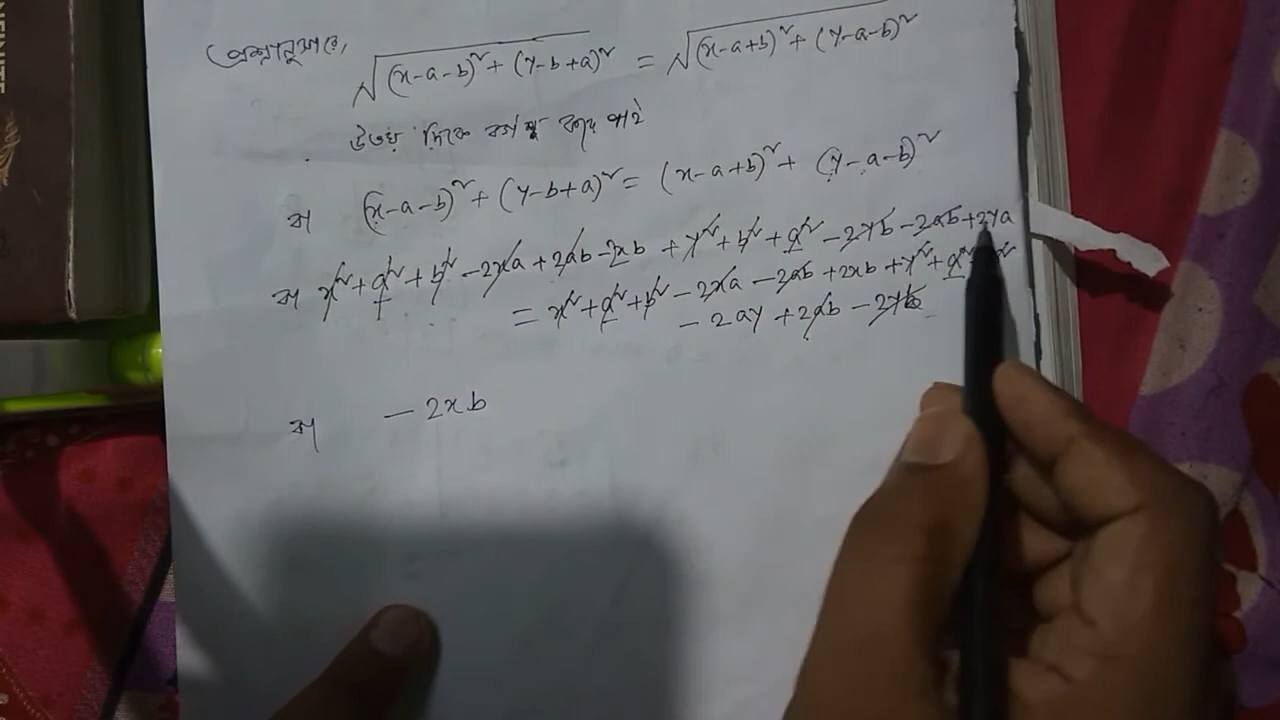 প্রশ্নানুসারে, √((x-a-b)² + (y-b+a)²) = √((x-a+b)² + (y-a-b)²)
উভয় দিকে বর্গ করে পাই
বা (x-a-b)² + (y-b+a)² = (x-a+b)² + (y-a-b)²
বা x² + a² + b² - 2xa + 2ab - 2xb + y² + b² + a² - 2yb - 2ab + 2ya
= x² + a² + b² - 2xa - 2ab + 2xb + y² + a²
- 2ay + 2ab - 2yb
বা - 2xb